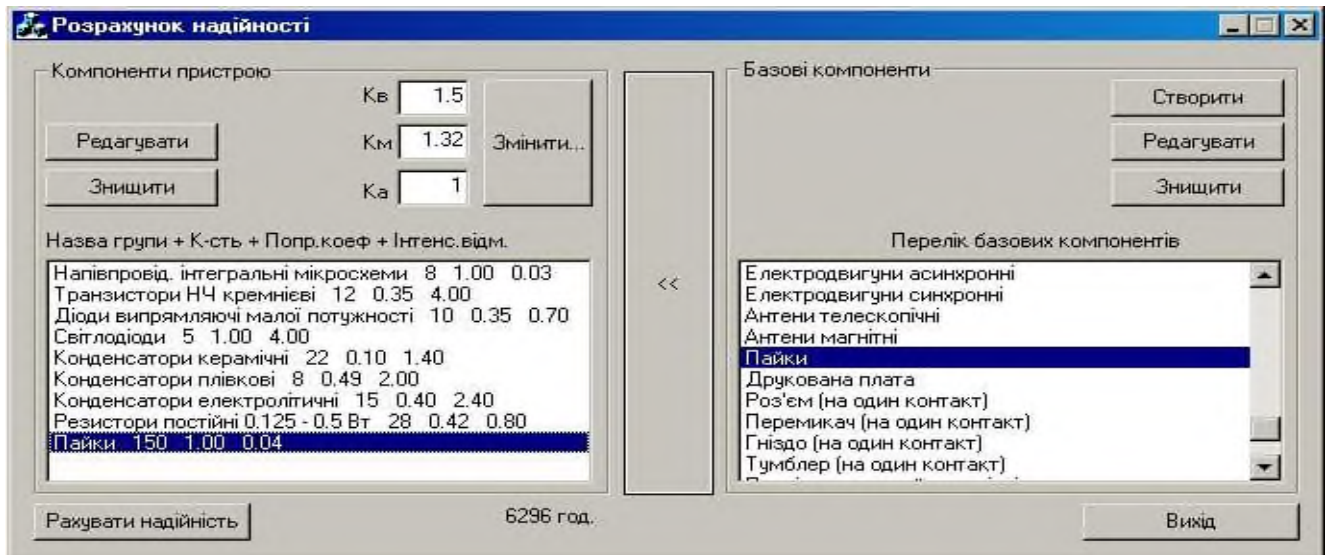 Розрахунок надійності
Компоненти пристрою
Кв 1.5
Редагувати
Км 1.32
Змінити...
Знищити
Ка 1
Назва групи + К-сть + Попр.коеф + Інтенс.відм.
Напівпровід. інтегральні мікросхеми 8 1.00 0.03
Транзистори НЧ кремнієві 12 0.35 4.00
Діоди випрямляючі малої потужності 10 0.35 0.70
Світлодіоди 5 1.00 4.00
Конденсатори керамічні 22 0.10 1.40
Конденсатори плівкові 8 0.49 2.00
Конденсатори електролітичні 15 0.40 2.40
Резистори постійні 0.125 - 0.5 Вт 28 0.42 0.80
Пайки 150 1.00 0.04
Рахувати надійність
6296 год.
<<
Базові компоненти
Створити
Редагувати
Знищити
Перелік базових компонентів
Електродвигуни асинхронні
Електродвигуни синхронні
Антени телескопічні
Антени магнітні
Пайки
Друкована плата
Роз'єм (на один контакт)
Перемикач (на один контакт)
Гніздо (на один контакт)
Тумблер (на один контакт)
Вихід